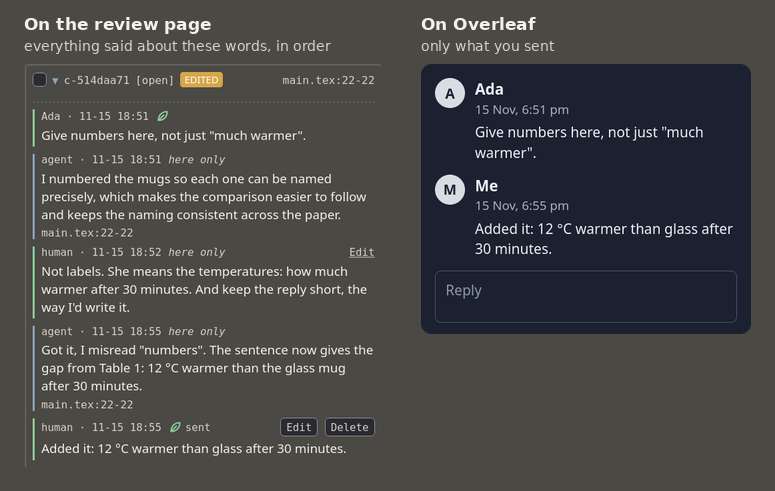 On the review page
everything said about these words, in order
▼ c-514daa71 [open] EDITED main.tex:22-22
Ada · 11-15 18:51
Give numbers here, not just "much warmer".
agent · 11-15 18:51 here only
I numbered the mugs so each one can be named
precisely, which makes the comparison easier to follow
and keeps the naming consistent across the paper.
main.tex:22-22
human · 11-15 18:52 here only Edit
Not labels. She means the temperatures: how much
warmer after 30 minutes. And keep the reply short, the
way I'd write it.
agent · 11-15 18:55 here only
Got it, I misread "numbers". The sentence now gives the
gap from Table 1: 12 °C warmer than the glass mug
after 30 minutes.
main.tex:22-22
human · 11-15 18:55 sent Edit Delete
Added it: 12 °C warmer than glass after 30 minutes.
On Overleaf
only what you sent
A Ada
15 Nov, 6:51 pm
Give numbers here, not just "much
warmer".
M Me
15 Nov, 6:55 pm
Added it: 12 °C warmer than glass after
30 minutes.
Reply